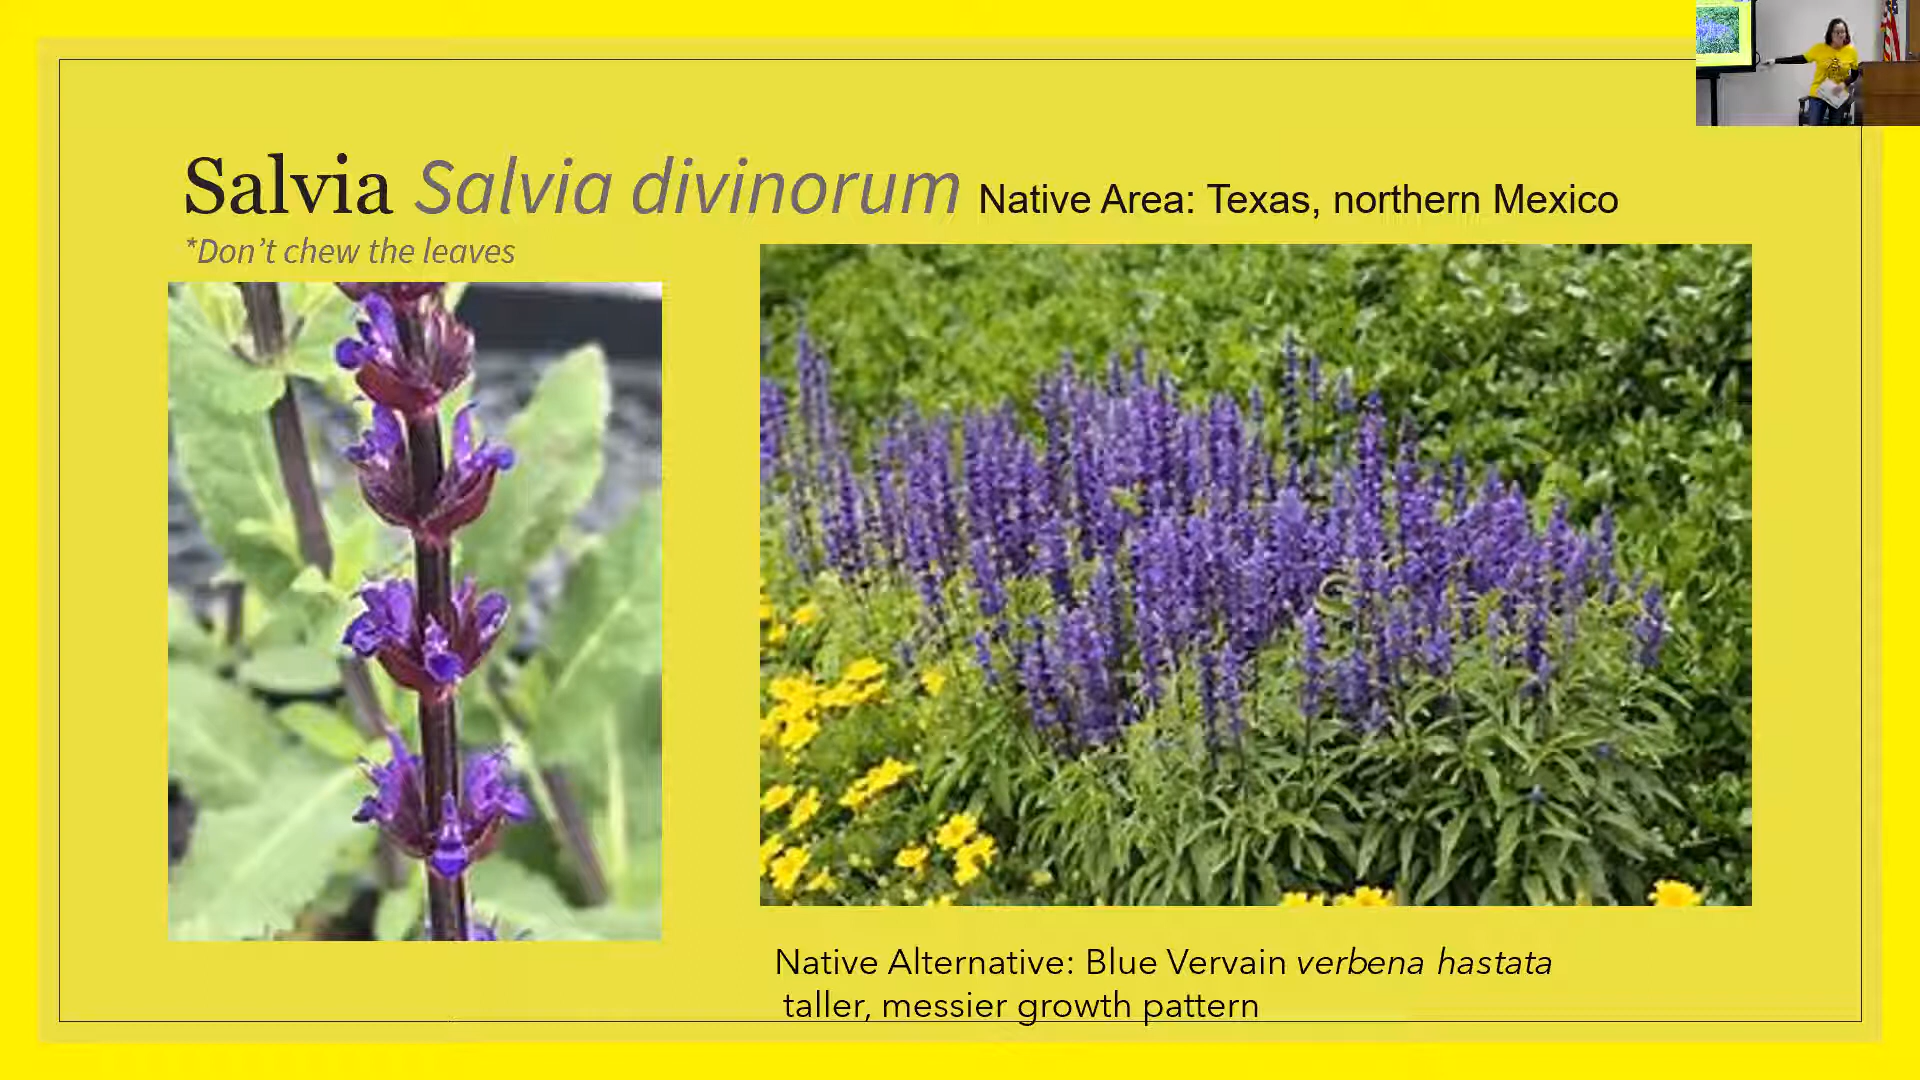 Salvia Salvia divinorum Native Area: Texas, northern Mexico
*Don’t chew the leaves
Native Alternative: Blue Vervain verbena hastata
taller, messier growth pattern